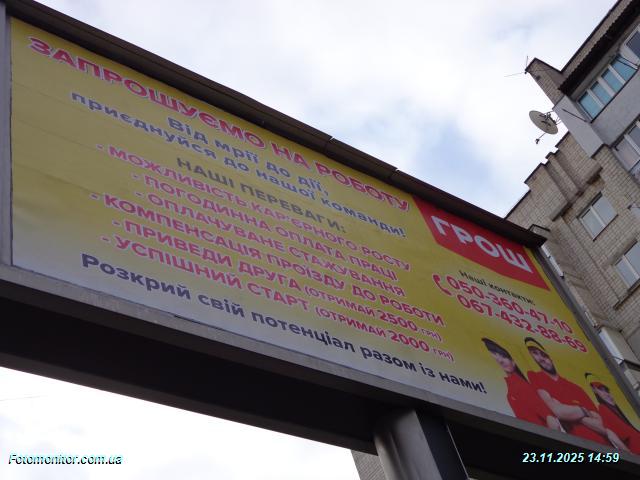 ЗАПРОШУЄМО НА РОБОТУ
Від мрії до дії,
приєднуйся до нашої команди!
НАШІ ПЕРЕВАГИ:
- МОЖЛИВІСТЬ КАР'ЄРНОГО РОСТУ
- ПОГОДИННА ОПЛАТА ПРАЦІ
- ОПЛАЧУВАНЕ СТАЖУВАННЯ
- КОМПЕНСАЦІЯ ПРОЇЗДУ ДО РОБОТИ
- ПРИВЕДИ ДРУГА (ОТРИМАЙ 2500 ГРН)
- УСПІШНИЙ СТАРТ (ОТРИМАЙ 2000 ГРН)
Розкрий свій потенціал разом із нами!
ГРОШ
Наші контакти:
050-360-47-10
067-432-88-69
Fotomonitor.com.ua
23.11.2025 14:59